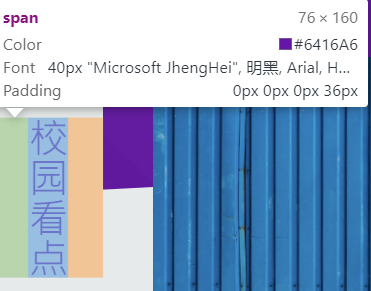 span 76 × 160
Color #6416A6
Font 40px "Microsoft JhengHei", 明黑, Arial, H...
Padding 0px 0px 0px 36px
校园看点